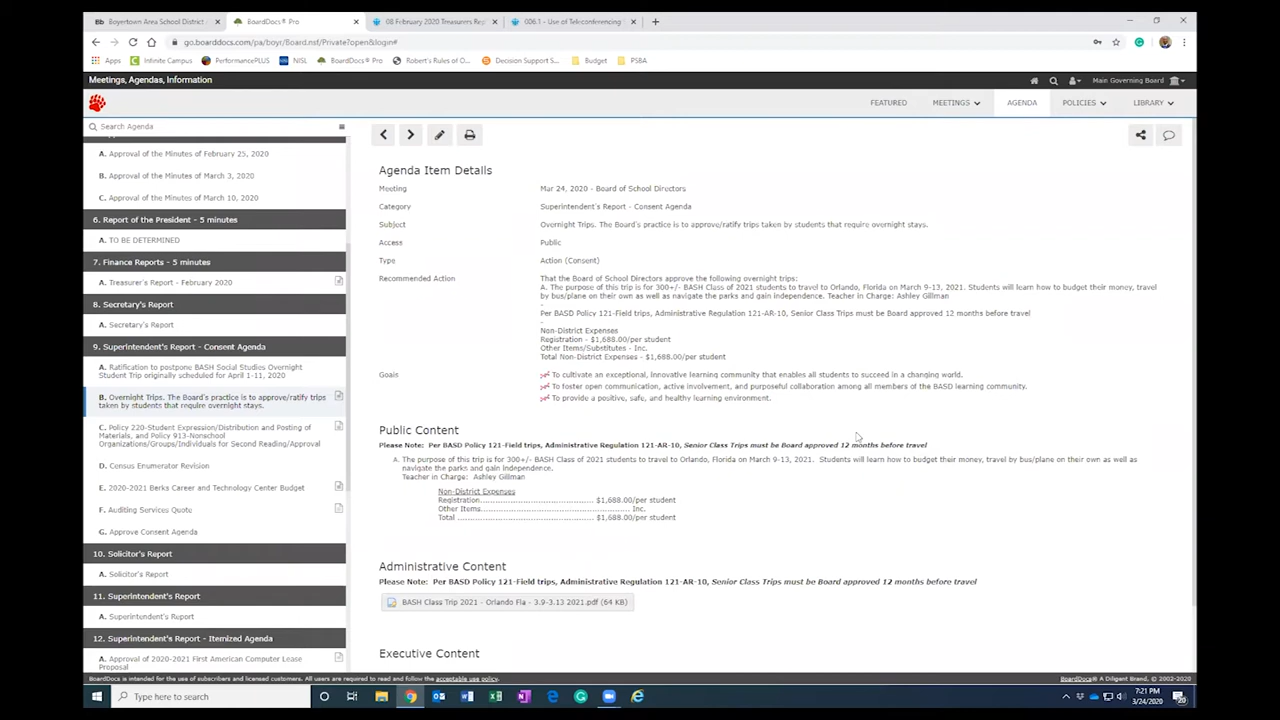 Boyertown Area School District
BoardDocs® Pro
08 February 2020 Treasurers Rep
006.1 - Use of Teleconferencing
go.boarddocs.com/pa/boyr/Board.nsf/Private?open&login#
Apps
Infinite Campus
PerformancePLUS
NISL
BoardDocs® Pro
Robert's Rules of O...
Decision Support S...
Budget
PSBA
Meetings, Agendas, Information
Main Governing Board
FEATURED
MEETINGS
AGENDA
POLICIES
LIBRARY
Search Agenda
A. Approval of the Minutes of February 25, 2020
B. Approval of the Minutes of March 3, 2020
C. Approval of the Minutes of March 10, 2020
6. Report of the President - 5 minutes
A. TO BE DETERMINED
7. Finance Reports - 5 minutes
A. Treasurer's Report - February 2020
8. Secretary's Report
A. Secretary's Report
9. Superintendent's Report - Consent Agenda
A. Ratification to postpone BASH Social Studies Overnight
Student Trip originally scheduled for April 1-11, 2020
B. Overnight Trips. The Board's practice is to approve/ratify trips
taken by students that require overnight stays.
C. Policy 220-Student Expression/Distribution and Posting of
Materials, and Policy 913-Nonschool
Organizations/Groups/Individuals for Second Reading/Approval
D. Census Enumerator Revision
E. 2020-2021 Berks Career and Technology Center Budget
F. Auditing Services Quote
G. Approve Consent Agenda
10. Solicitor's Report
A. Solicitor's Report
11. Superintendent's Report
A. Superintendent's Report
12. Superintendent's Report - Itemized Agenda
A. Approval of 2020-2021 First American Computer Lease
Proposal
Agenda Item Details
Meeting Mar 24, 2020 - Board of School Directors
Category Superintendent's Report - Consent Agenda
Subject Overnight Trips. The Board's practice is to approve/ratify trips taken by students that require overnight stays.
Access Public
Type Action (Consent)
Recommended Action That the Board of School Directors approve the following overnight trips:
A. The purpose of this trip is for 300+/- BASH Class of 2021 students to travel to Orlando, Florida on March 9-13, 2021. Students will learn how to budget their money, travel
by bus/plane on their own as well as navigate the parks and gain independence. Teacher in Charge: Ashley Gillman
-
Per BASD Policy 121-Field trips, Administrative Regulation 121-AR-10, Senior Class Trips must be Board approved 12 months before travel
-
Non-District Expenses
Registration - $1,688.00/per student
Other Items/Substitutes - Inc.
Total Non-District Expenses - $1,688.00/per student
Goals To cultivate an exceptional, innovative learning community that enables all students to succeed in a changing world.
To foster open communication, active involvement, and purposeful collaboration among all members of the BASD learning community.
To provide a positive, safe, and healthy learning environment.
Public Content
Please Note: Per BASD Policy 121-Field trips, Administrative Regulation 121-AR-10, Senior Class Trips must be Board approved 12 months before travel
A. The purpose of this trip is for 300+/- BASH Class of 2021 students to travel to Orlando, Florida on March 9-13, 2021. Students will learn how to budget their money, travel by bus/plane on their own as well as
navigate the parks and gain independence.
Teacher in Charge: Ashley Gillman
Non-District Expenses
Registration................................................ $1,688.00/per student
Other Items................................................ Inc.
Total ........................................................ $1,688.00/per student
Administrative Content
Please Note: Per BASD Policy 121-Field trips, Administrative Regulation 121-AR-10, Senior Class Trips must be Board approved 12 months before travel
BASH Class Trip 2021 - Orlando Fla - 3.9-3.13 2021.pdf (64 KB)
Executive Content
BoardDocs is intended for the use of subscribers and licensed customers. All users are required to read and follow the acceptable use policy.
BoardDocs® A Diligent Brand, © 2002-2020
Type here to search
7:21 PM
3/24/2020